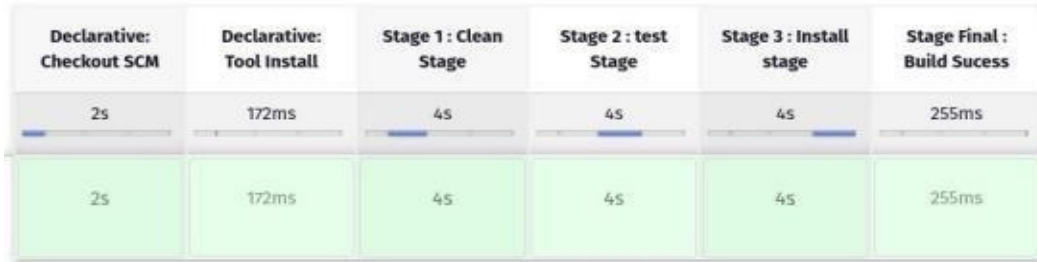 Declarative: Checkout SCM
Declarative: Tool Install
Stage 1 : Clean Stage
Stage 2 : test Stage
Stage 3 : Install stage
Stage Final : Build Sucess
2s 172ms 4s 4s 4s 255ms
2s 172ms 4s 4s 4s 255ms